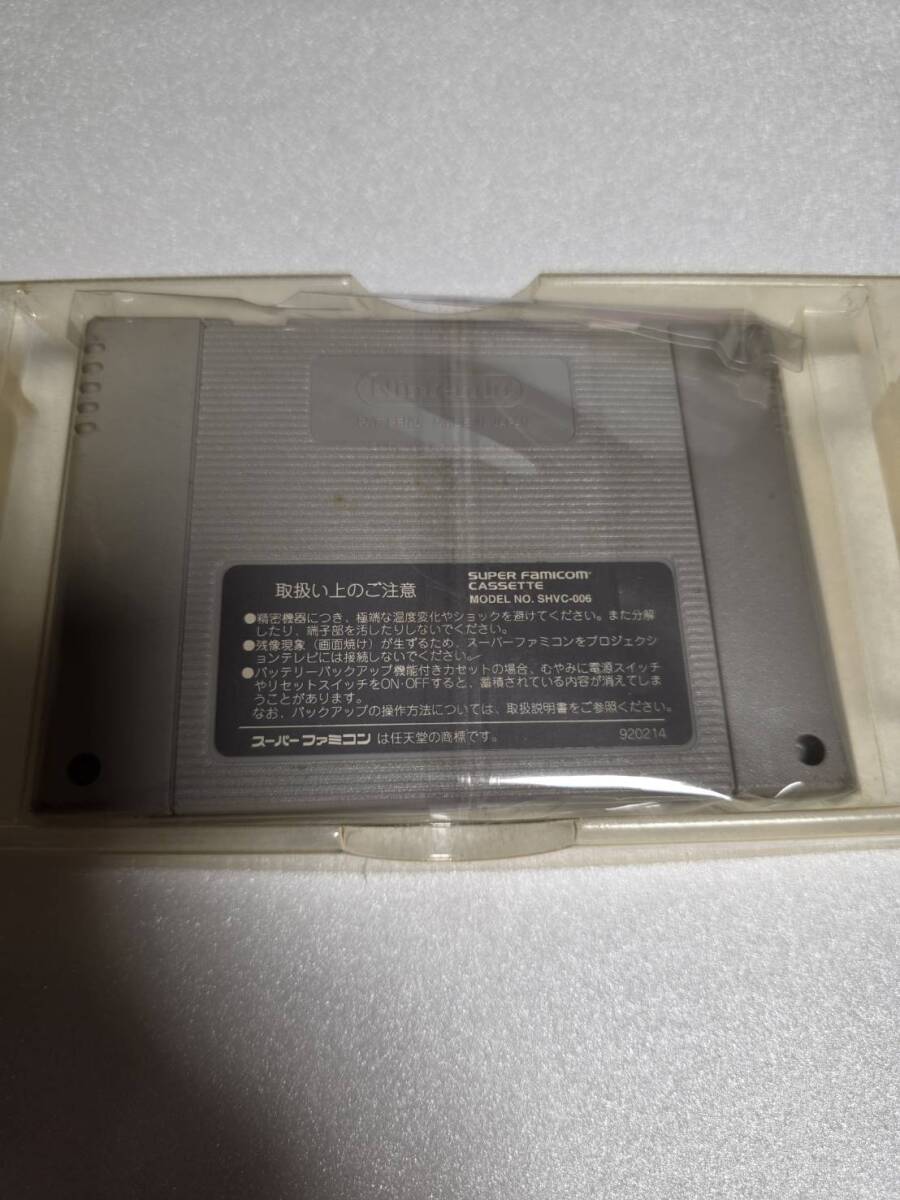 Nintendo
取扱い上のご注意
SUPER FAMICOM
CASSETTE
MODEL NO. SHVC-006
●精密機器につき、極端な温度変化やショックを避けてください。また分解
したり、端子部を汚したりしないでください。
●残像現象（画面焼け）が生ずるため、スーパーファミコンをプロジェクシ
ョンテレビには接続しないでください。
●バッテリーバックアップ機能付きカセットの場合、むやみに電源スイッチ
やリセットスイッチをON・OFFすると、蓄積されている内容が消えてしま
うことがあります。
なお、バックアップの操作方法については、取扱説明書をご参照ください。
スーパーファミコン は任天堂の商標です。
920214